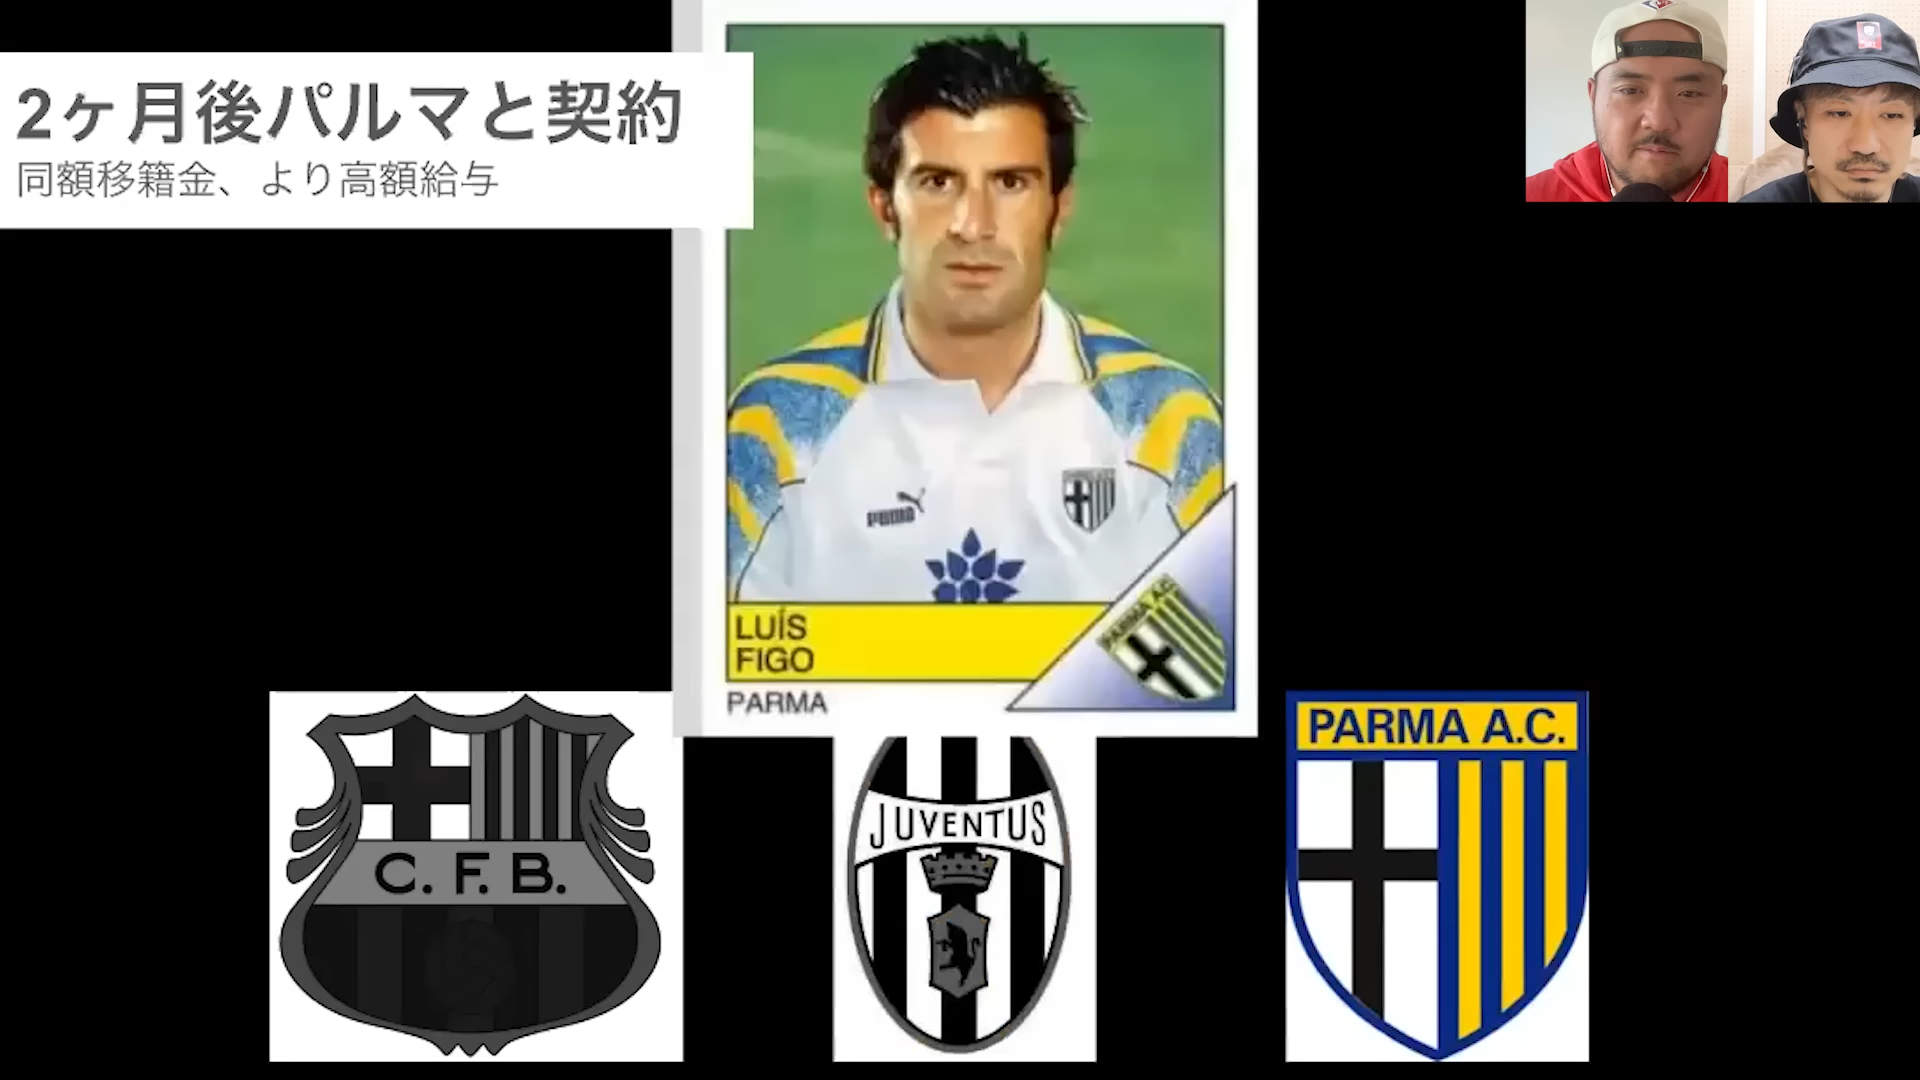 2ヶ月後パルマと契約
同額移籍金、より高額給与
PUMA
LUÍS
FIGO
PARMA A.C.
PARMA
C. F. B.
JUVENTUS
PARMA A.C.